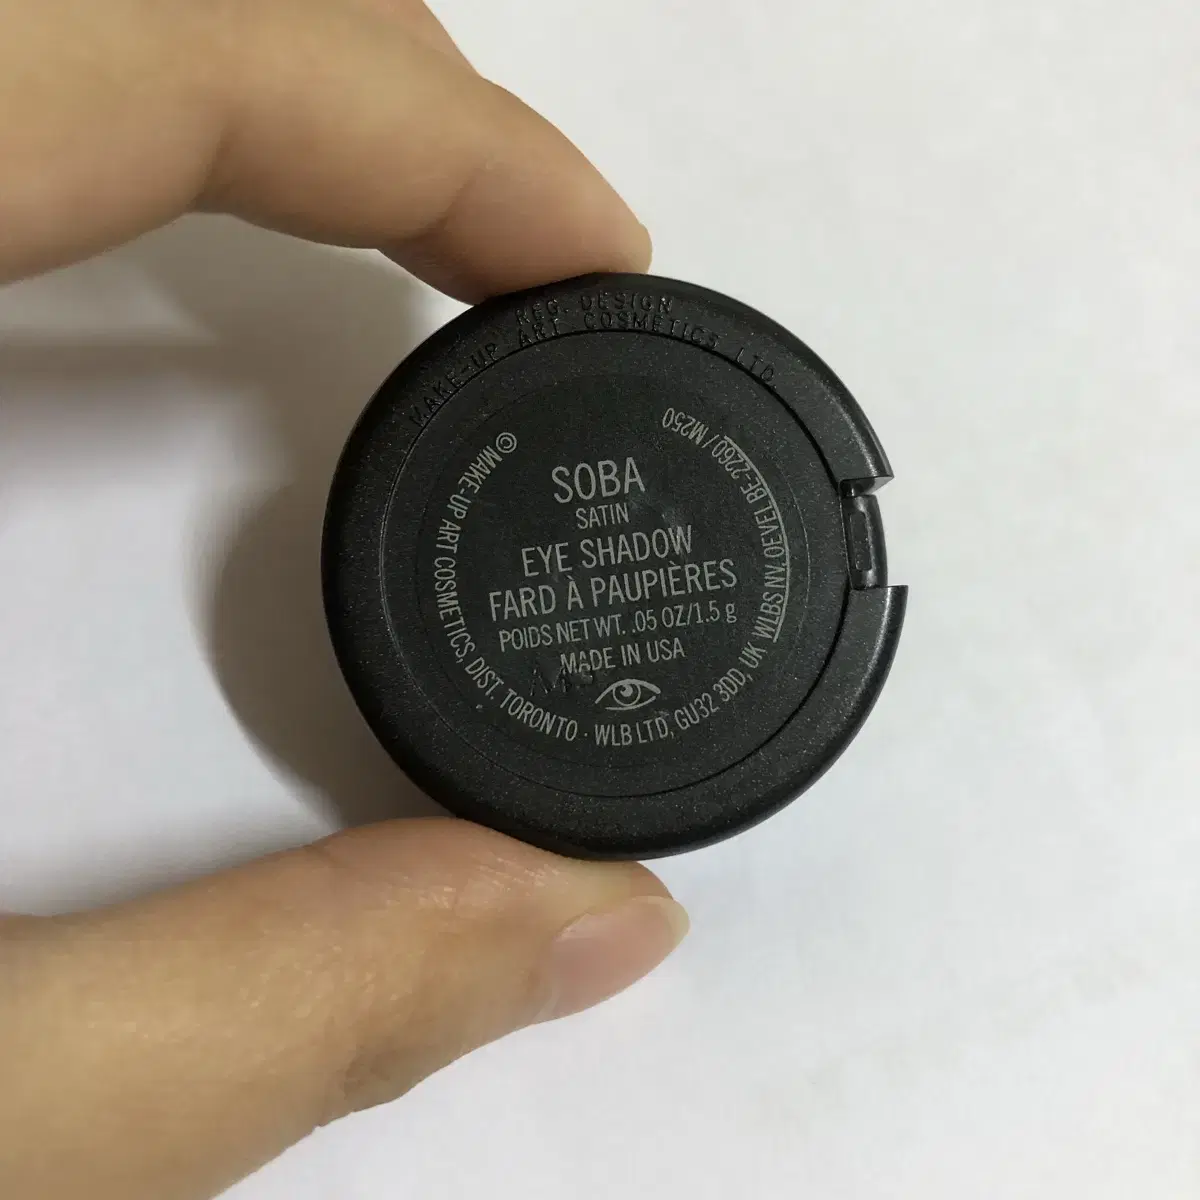 REG. DESIGN
MAKE-UP ART COSMETICS LTD.
SOBA
SATIN
EYE SHADOW
FARD À PAUPIÈRES
POIDS NET WT. .05 OZ/1.5 g
MADE IN USA
© MAKE-UP ART COSMETICS, DIST. TORONTO · WLB LTD, GU32 3DD, UK WLBS NV, OEVEL BE-2260 / M250